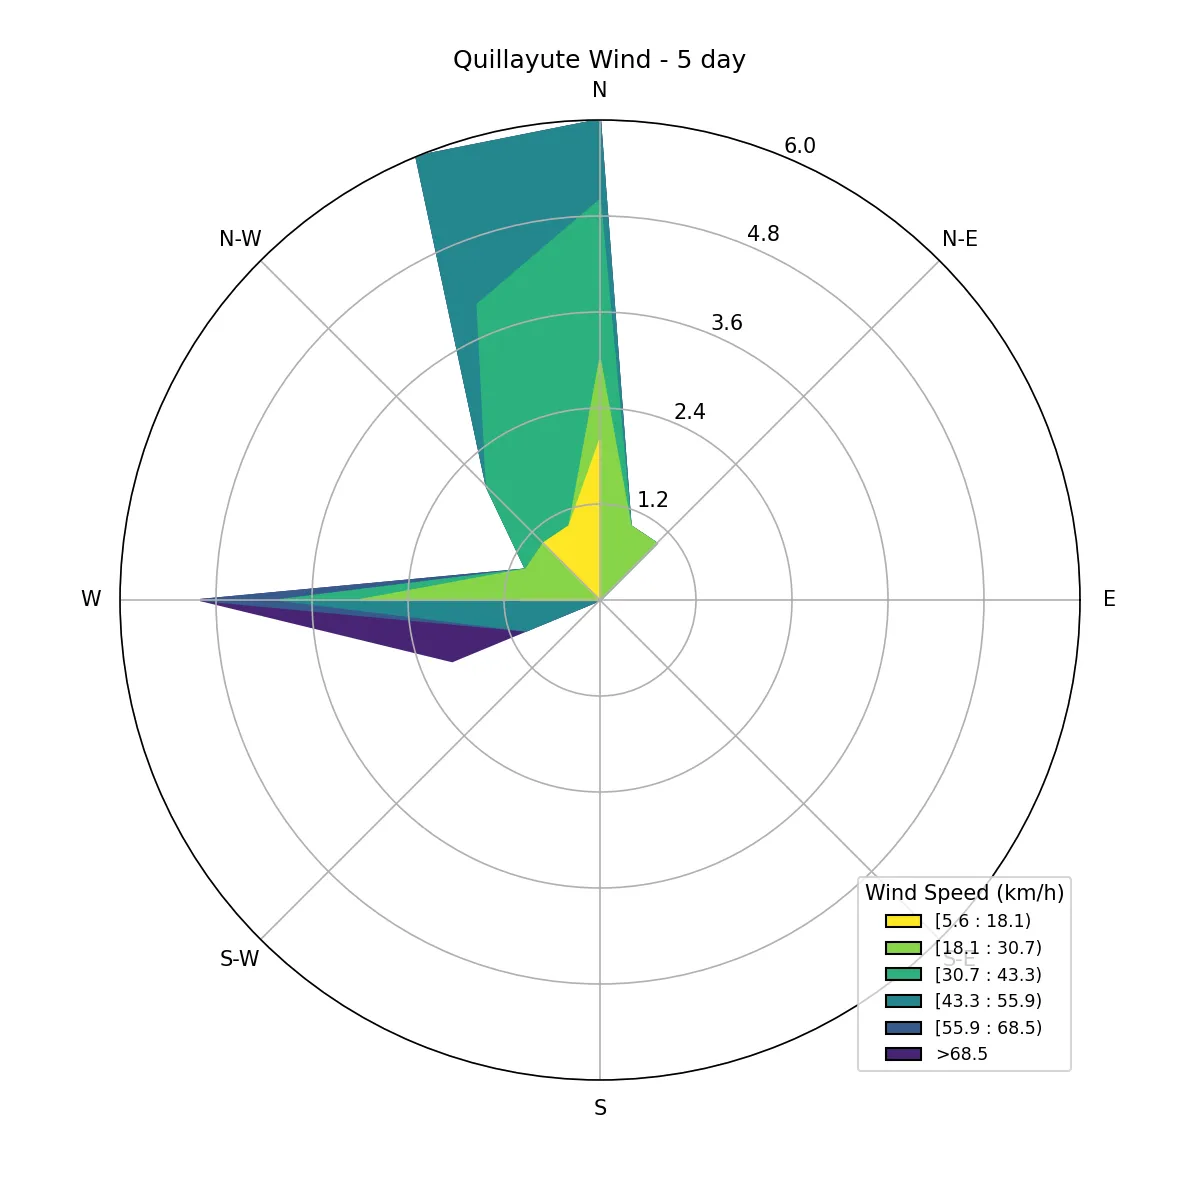 Quillayute Wind - 5 day
N
6.0
N-W
N-E
4.8
3.6
2.4
1.2
W
E
Wind Speed (km/h)
[5.6 : 18.1)
[18.1 : 30.7)
S-W
S-E
[30.7 : 43.3)
[43.3 : 55.9)
[55.9 : 68.5)
>68.5
S